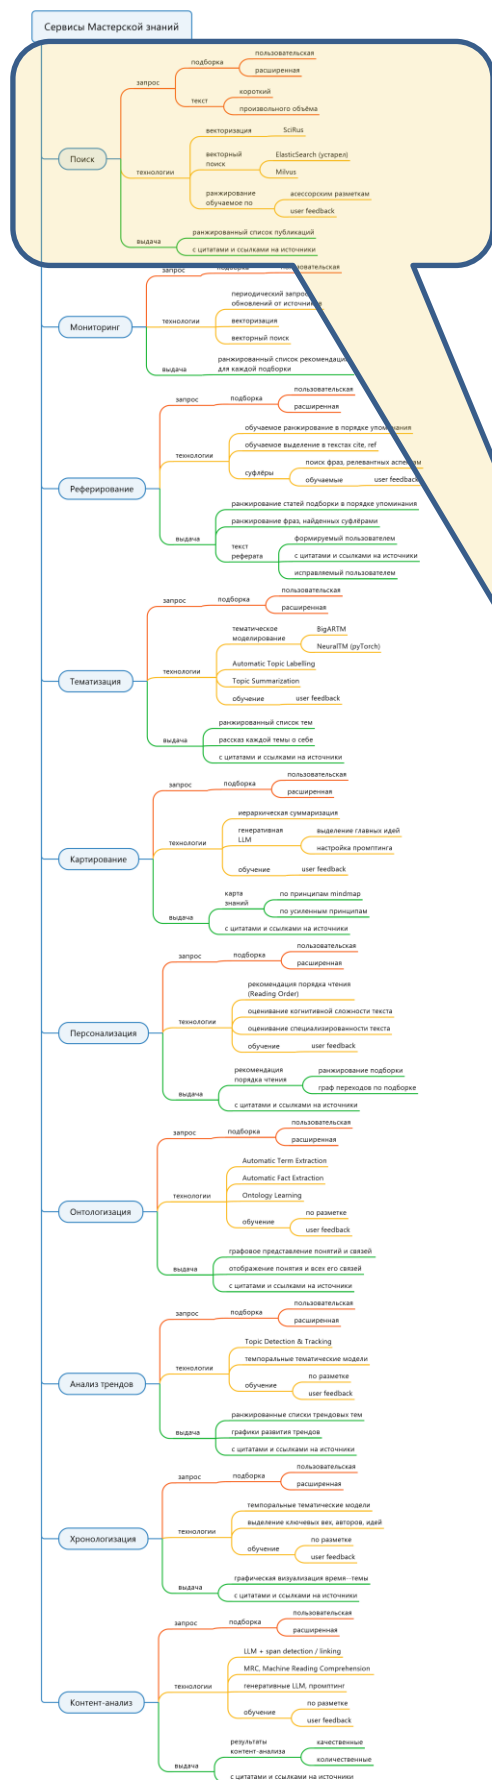 Сервисы Мастерской знаний
Поиск
запрос
подборка
пользовательская
расширенная
текст
короткий
произвольного объёма
технологии
векторизация
SciRus
векторный
поиск
ElasticSearch (устарел)
Milvus
ранжирование
обучаемое по
асессорским разметкам
user feedback
выдача
ранжированный список публикаций
с цитатами и ссылками на источники
Мониторинг
запрос
подборка
пользовательская
технологии
периодический запрос
обновлений от источников
векторизация
векторный поиск
выдача
ранжированный список рекомендаций
для каждой подборки
Реферирование
запрос
подборка
пользовательская
расширенная
технологии
обучаемое ранжирование в порядке упоминания
обучаемое выделение в текстах cite, ref
суфлёры
поиск фраз, релевантных аспектам
обучаемые
user feedback
выдача
ранжирование статей подборки в порядке упоминания
ранжирование фраз, найденных суфлёрами
текст
реферата
формируемый пользователем
с цитатами и ссылками на источники
исправляемый пользователем
Тематизация
запрос
подборка
пользовательская
расширенная
технологии
тематическое
моделирование
BigARTM
NeuralTM (pyTorch)
Automatic Topic Labelling
Topic Summarization
обучение
user feedback
выдача
ранжированный список тем
рассказ каждой темы о себе
с цитатами и ссылками на источники
Картирование
запрос
подборка
пользовательская
расширенная
технологии
иерархическая суммаризация
генеративная
LLM
выделение главных идей
настройка промптинга
обучение
user feedback
выдача
карта
знаний
по принципам mindmap
по усиленным принципам
с цитатами и ссылками на источники
Персонализация
запрос
подборка
пользовательская
расширенная
технологии
рекомендация порядка чтения
(Reading Order)
оценивание когнитивной сложности текста
оценивание специализированности текста
обучение
user feedback
выдача
рекомендация
порядка чтения
ранжирование подборки
граф переходов по подборке
с цитатами и ссылками на источники
Онтологизация
запрос
подборка
пользовательская
расширенная
технологии
Automatic Term Extraction
Automatic Fact Extraction
Ontology Learning
обучение
по разметке
user feedback
выдача
графовое представление понятий и связей
отображение понятия и всех его связей
с цитатами и ссылками на источники
Анализ трендов
запрос
подборка
пользовательская
расширенная
технологии
Topic Detection & Tracking
темпоральные тематические модели
обучение
по разметке
user feedback
выдача
ранжированные списки трендовых тем
графики развития трендов
с цитатами и ссылками на источники
Хронологизация
запрос
подборка
пользовательская
расширенная
технологии
темпоральные тематические модели
выделение ключевых вех, авторов, идей
обучение
по разметке
user feedback
выдача
графическая визуализация время--темы
с цитатами и ссылками на источники
Контент-анализ
запрос
подборка
пользовательская
расширенная
технологии
LLM + span detection / linking
MRC, Machine Reading Comprehension
генеративные LLM, промптинг
обучение
по разметке
user feedback
выдача
результаты
контент-анализа
качественные
количественные
с цитатами и ссылками на источники